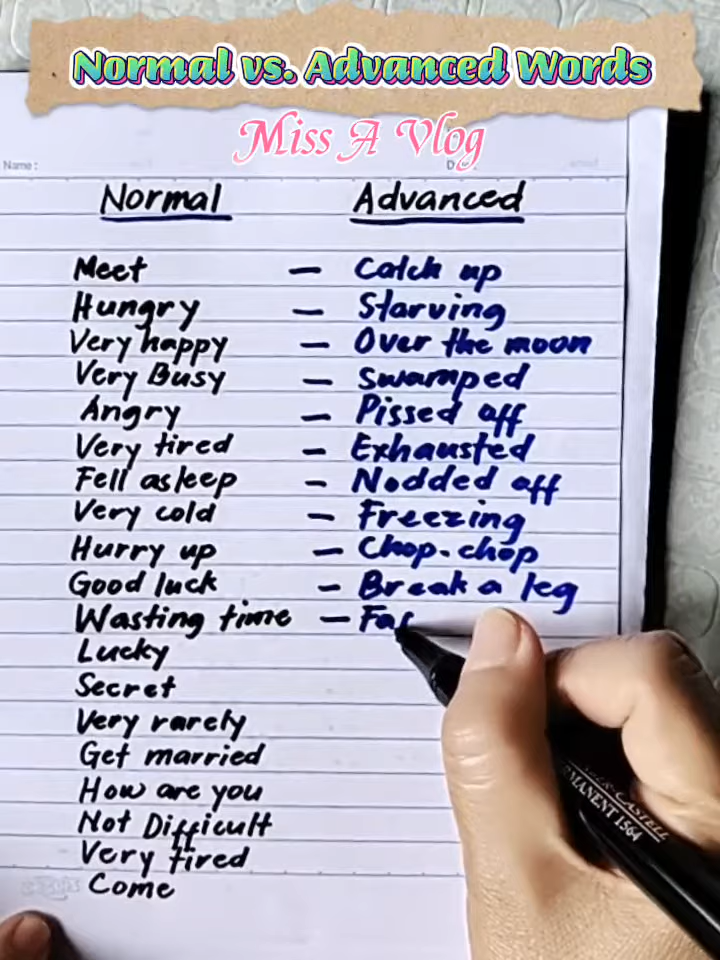 Normal vs. Advanced Words
Miss A Vlog
Name :
Normal Advanced
Meet — Catch up
Hungry — Starving
Very happy — Over the moon
Very Busy — Swamped
Angry — Pissed off
Very tired — Exhausted
Fell asleep — Nodded off
Very cold — Freezing
Hurry up — Chop-chop
Good luck — Break a leg
Wasting time —
Lucky
Secret
Very rarely
Get married
How are you
Not Difficult
Very tired
Come
PERMANENT 1564